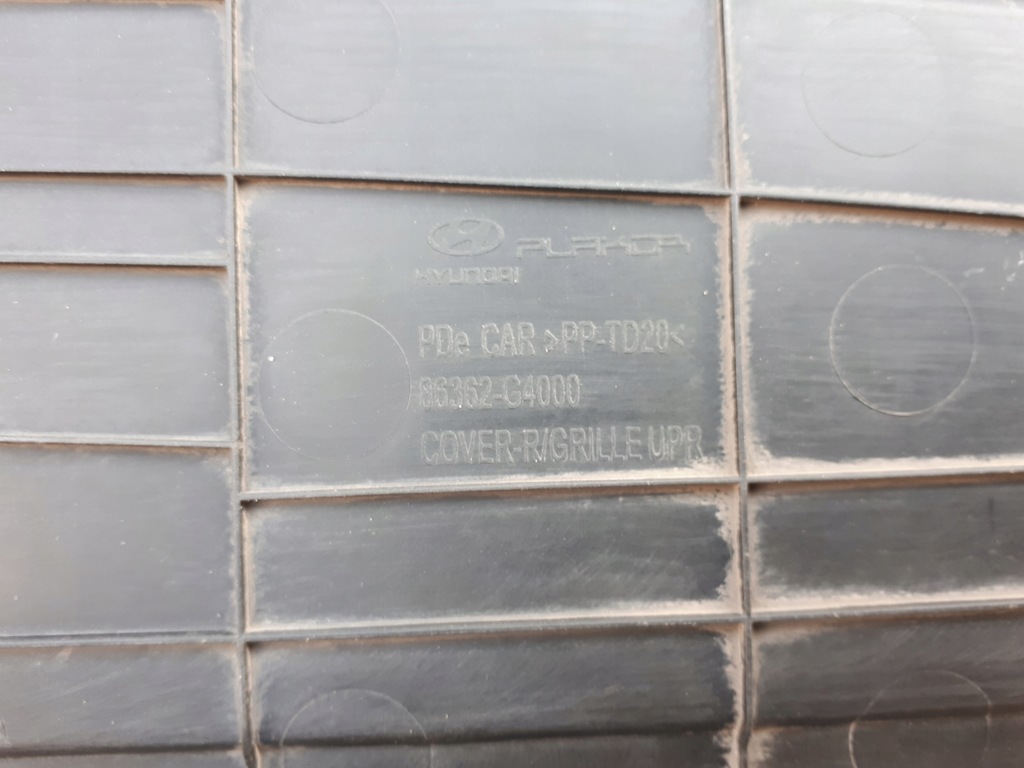 PLAKOR
HYUNDAI
PDe CAR >PP-TD20<
86362-G4000
COVER-R/GRILLE UPR